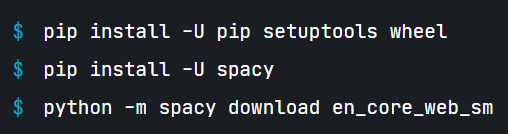 $ pip install -U pip setuptools wheel
$ pip install -U spacy
$ python -m spacy download en_core_web_sm